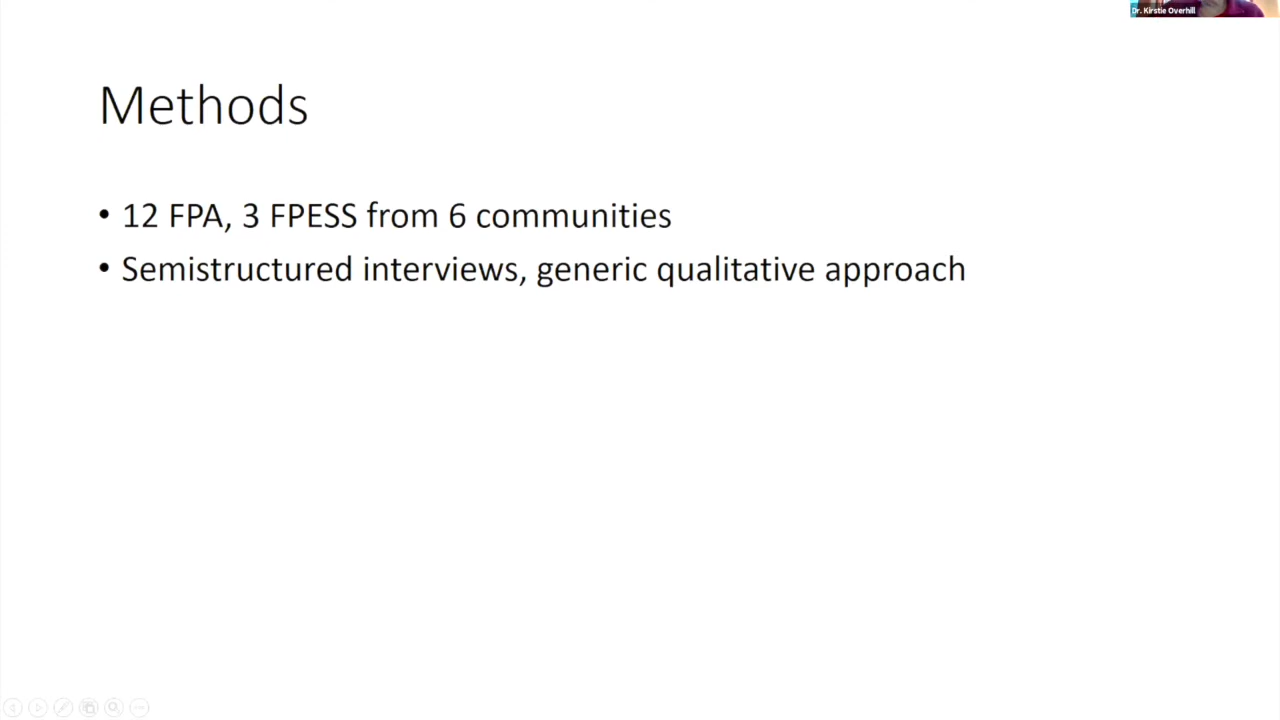 Dr. Kirstie Overhill
Methods
• 12 FPA, 3 FPESS from 6 communities
• Semistructured interviews, generic qualitative approach